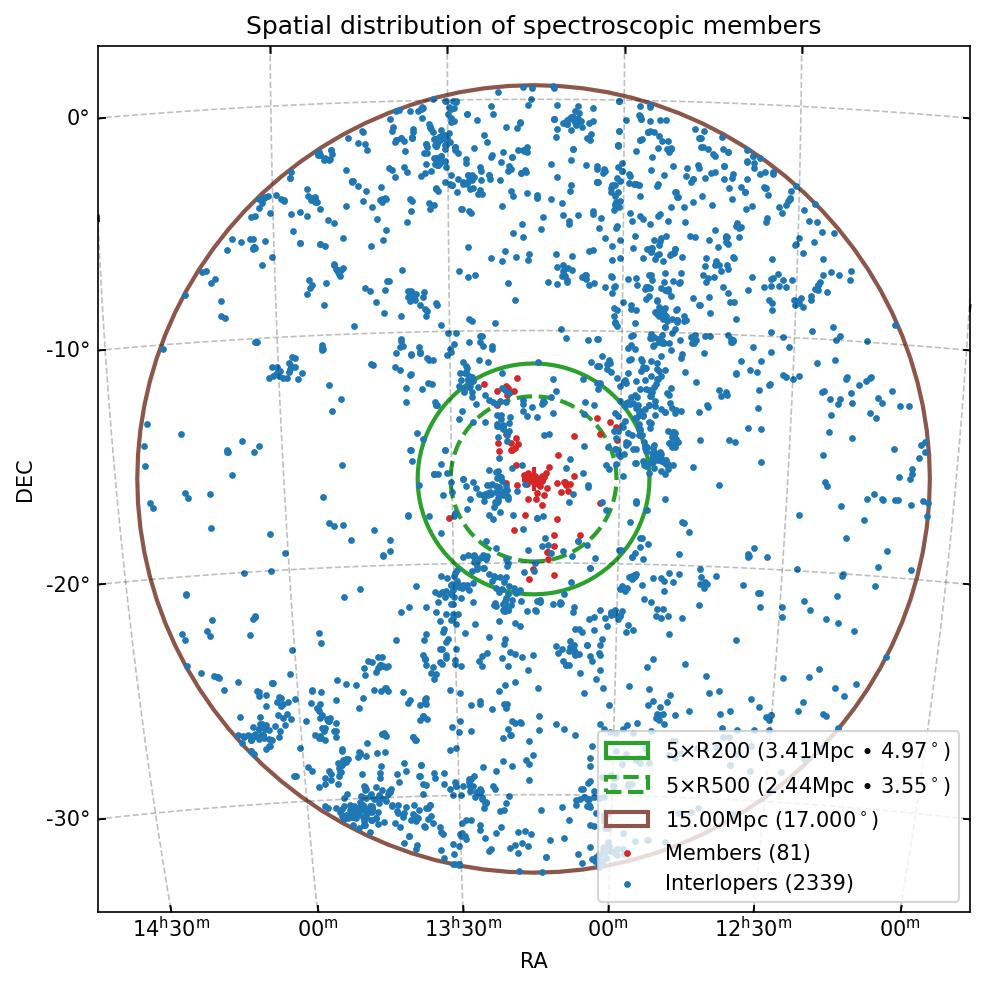 Spatial distribution of spectroscopic members
0°
-10°
-20°
-30°
DEC
5×R200 (3.41Mpc • 4.97°)
5×R500 (2.44Mpc • 3.55°)
15.00Mpc (17.000°)
Members (81)
Interlopers (2339)
14ʰ30ᵐ 00ᵐ 13ʰ30ᵐ 00ᵐ 12ʰ30ᵐ 00ᵐ
RA